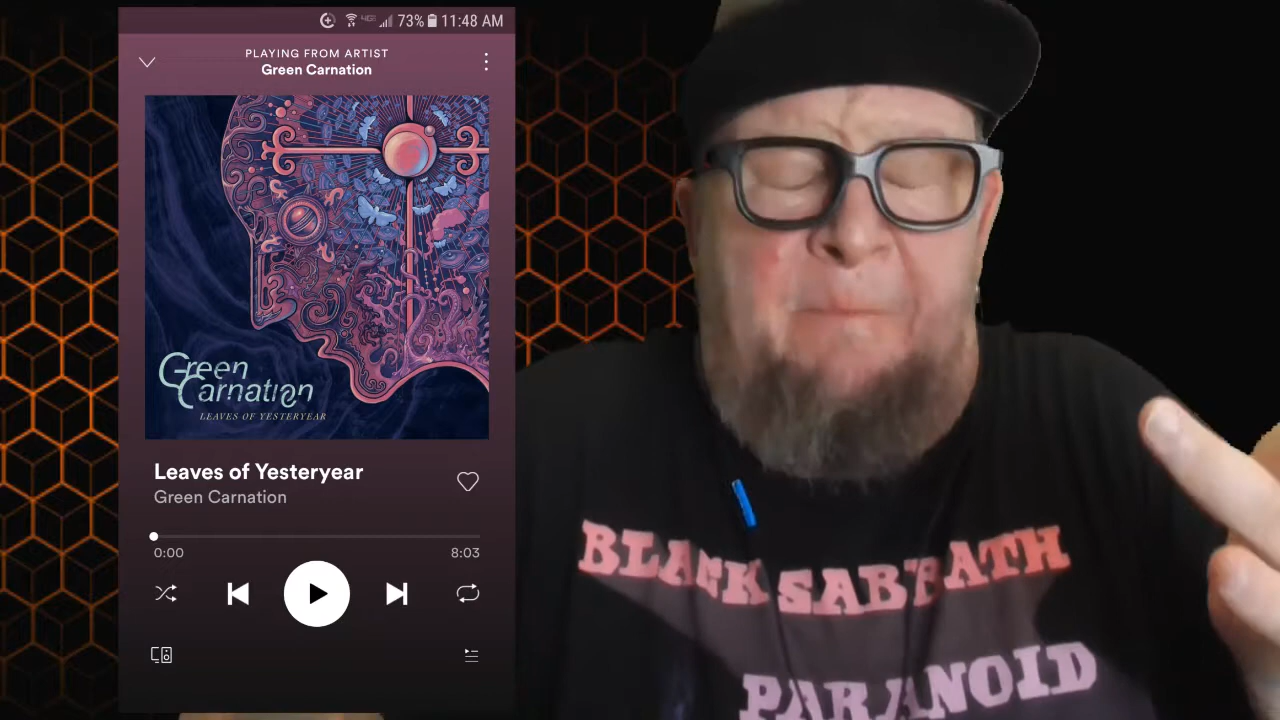 73% 11:48 AM
PLAYING FROM ARTIST
Green Carnation
Green
Carnation
LEAVES OF YESTERYEAR
Leaves of Yesteryear
Green Carnation
0:00 8:03
BLACK SABBATH
PARANOID